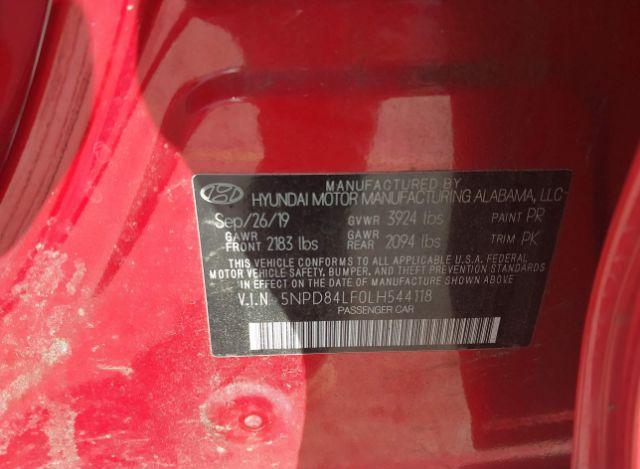 MANUFACTURED BY
HYUNDAI MOTOR MANUFACTURING ALABAMA, LLC
Sep/26/19 GVWR 3924 lbs PAINT PR
GAWR FRONT 2183 lbs GAWR REAR 2094 lbs TRIM PK
THIS VEHICLE CONFORMS TO ALL APPLICABLE U.S.A. FEDERAL
MOTOR VEHICLE SAFETY, BUMPER, AND THEFT PREVENTION STANDARDS
IN EFFECT ON THE DATE OF MANUFACTURE SHOWN ABOVE
V.I.N 5NPD84LF0LH544118
PASSENGER CAR